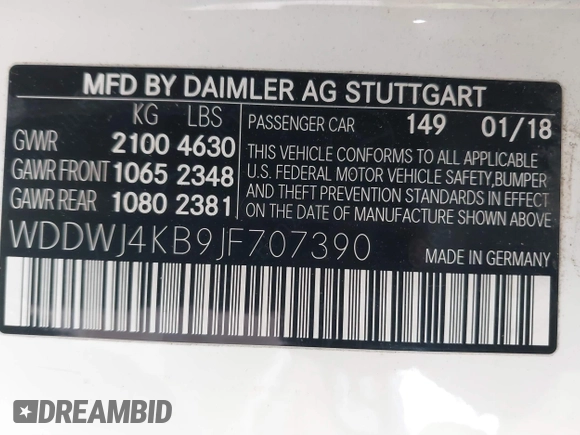 MFD BY DAIMLER AG STUTTGART
KG LBS
GVWR 2100 4630
GAWR FRONT 1065 2348
GAWR REAR 1080 2381
PASSENGER CAR 149 01/18
THIS VEHICLE CONFORMS TO ALL APPLICABLE
U.S. FEDERAL MOTOR VEHICLE SAFETY, BUMPER
AND THEFT PREVENTION STANDARDS IN EFFECT
ON THE DATE OF MANUFACTURE SHOWN ABOVE.
WDDWJ4KB9JF707390
MADE IN GERMANY
DREAMBID